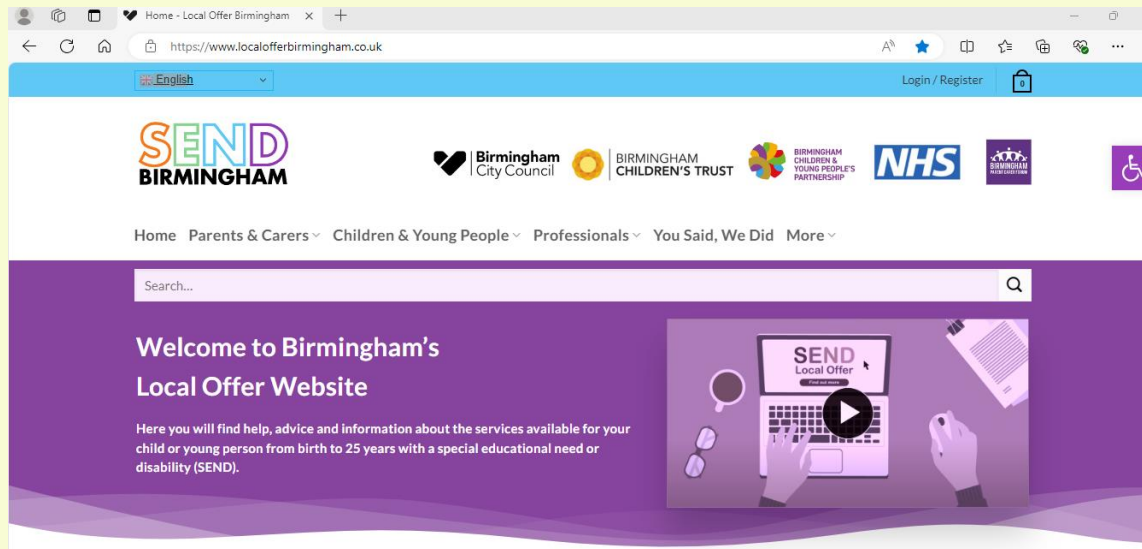 Home - Local Offer Birmingham
https://www.localofferbirmingham.co.uk
English
Login / Register
0
SEND
BIRMINGHAM
Birmingham
City Council
BIRMINGHAM
CHILDREN'S TRUST
BIRMINGHAM
CHILDREN &
YOUNG PEOPLE'S
PARTNERSHIP
NHS
BIRMINGHAM
PARENT CARER FORUM
Home Parents & Carers Children & Young People Professionals You Said, We Did More
Search...
Welcome to Birmingham's
Local Offer Website
Here you will find help, advice and information about the services available for your
child or young person from birth to 25 years with a special educational need or
disability (SEND).
SEND
Local Offer
Find out more